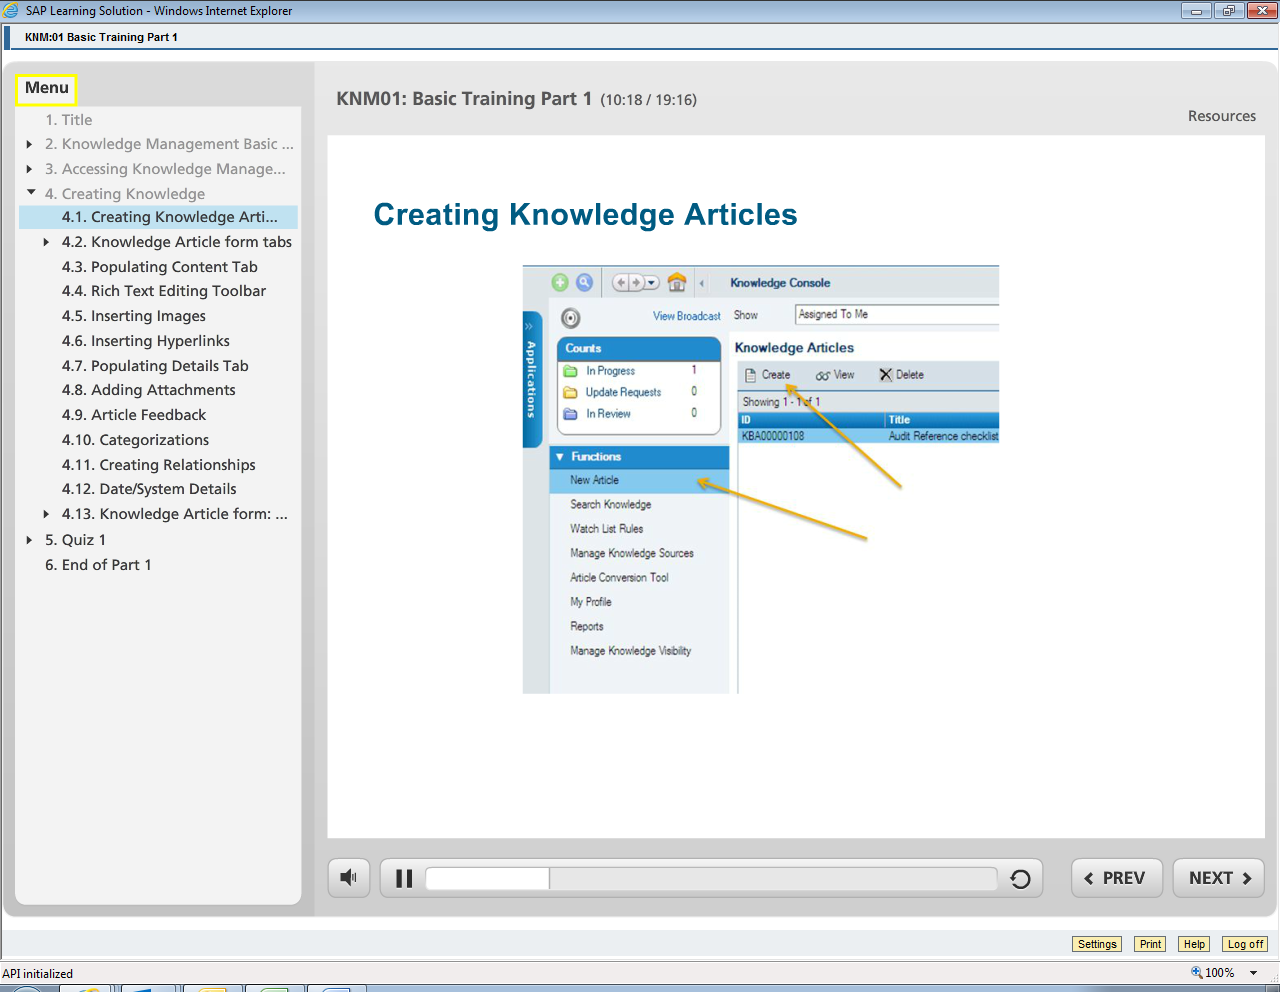 SAP Learning Solution - Windows Internet Explorer
KNM:01 Basic Training Part 1
Menu
1. Title
2. Knowledge Management Basic ...
3. Accessing Knowledge Manage...
4. Creating Knowledge
4.1. Creating Knowledge Arti...
4.2. Knowledge Article form tabs
4.3. Populating Content Tab
4.4. Rich Text Editing Toolbar
4.5. Inserting Images
4.6. Inserting Hyperlinks
4.7. Populating Details Tab
4.8. Adding Attachments
4.9. Article Feedback
4.10. Categorizations
4.11. Creating Relationships
4.12. Date/System Details
4.13. Knowledge Article form: ...
5. Quiz 1
6. End of Part 1
KNM01: Basic Training Part 1 (10:18 / 19:16)
Resources
Creating Knowledge Articles
Knowledge Console
View Broadcast
Show
Assigned To Me
Applications
Counts
In Progress 1
Update Requests 0
In Review 0
Knowledge Articles
Create View Delete
Showing 1 - 1 of 1
ID Title
KBA00000108 Audit Reference checklist
Functions
New Article
Search Knowledge
Watch List Rules
Manage Knowledge Sources
Article Conversion Tool
My Profile
Reports
Manage Knowledge Visibility
PREV
NEXT
Settings Print Help Log off
API initialized
100%